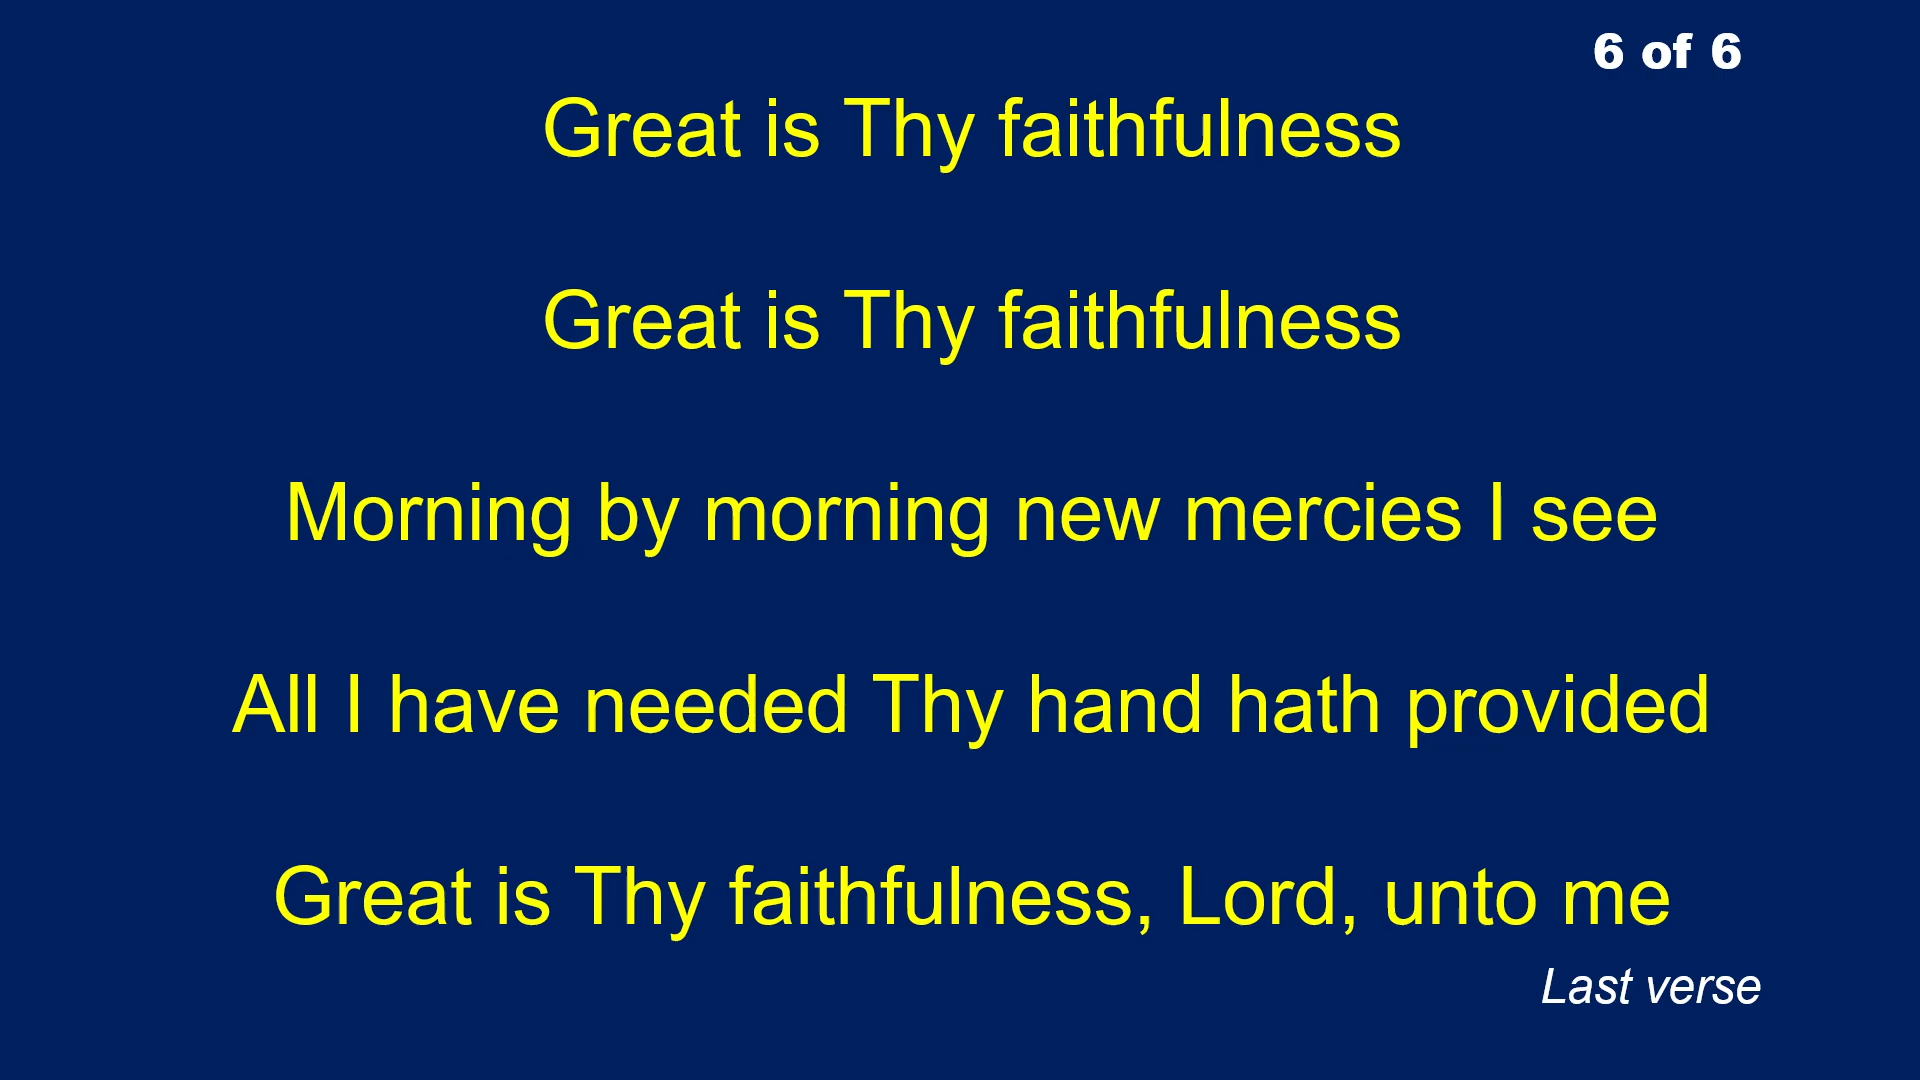 6 of 6
Great is Thy faithfulness
Great is Thy faithfulness
Morning by morning new mercies I see
All I have needed Thy hand hath provided
Great is Thy faithfulness, Lord, unto me
Last verse